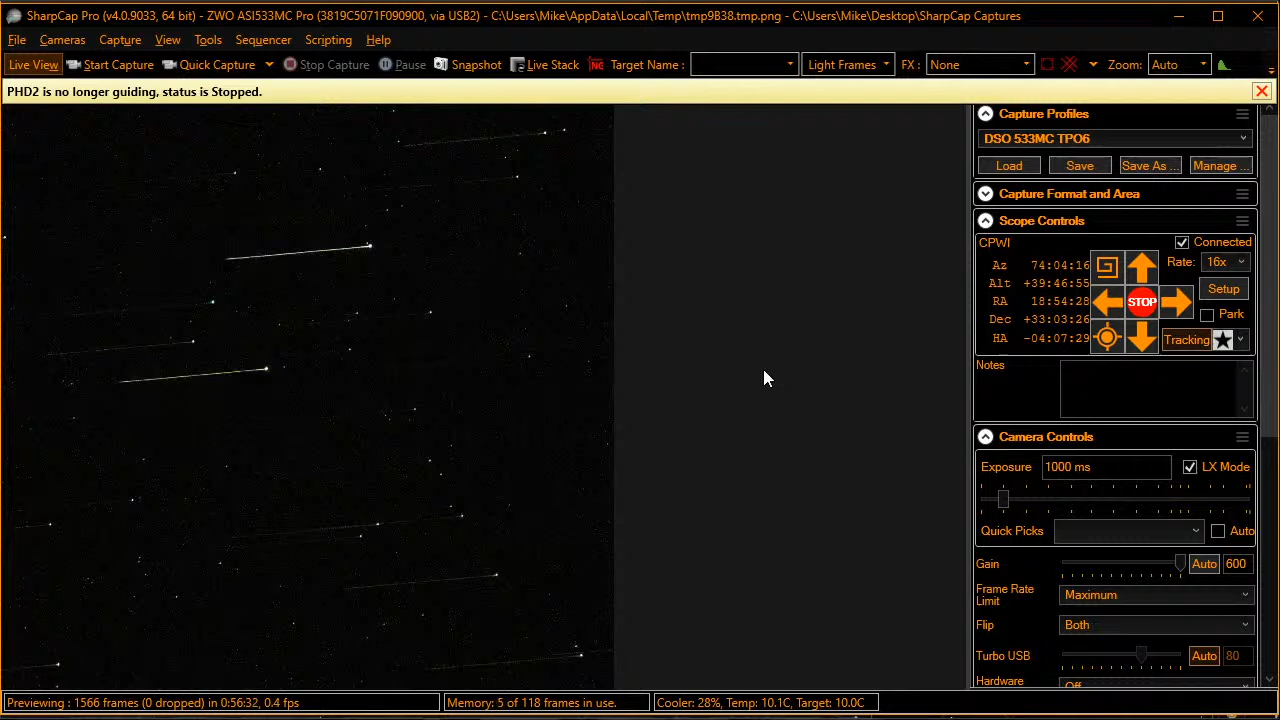 SharpCap Pro (v4.0.9033, 64 bit) - ZWO ASI533MC Pro (3819C5071F090900, via USB2) - C:\Users\Mike\AppData\Local\Temp\tmp9B38.tmp.png - C:\Users\Mike\Desktop\SharpCap Captures
File Cameras Capture View Tools Sequencer Scripting Help
Live View Start Capture Quick Capture Stop Capture Pause Snapshot Live Stack NC Target Name : Light Frames FX : None Zoom: Auto
PHD2 is no longer guiding, status is Stopped.
Capture Profiles
DSO 533MC TPO6
Load Save Save As ... Manage ...
Capture Format and Area
Scope Controls
CPWI Connected
Az 74:04:16 Rate: 16x
Alt +39:46:55
RA 18:54:28 STOP Setup
Dec +33:03:26 Park
HA -04:07:29 Tracking
Notes
Camera Controls
Exposure 1000 ms LX Mode
Quick Picks Auto
Gain Auto 600
Frame Rate
Limit Maximum
Flip Both
Turbo USB Auto 80
Hardware Off
Previewing : 1566 frames (0 dropped) in 0:56:32, 0.4 fps Memory: 5 of 118 frames in use. Cooler: 28%, Temp: 10.1C, Target: 10.0C